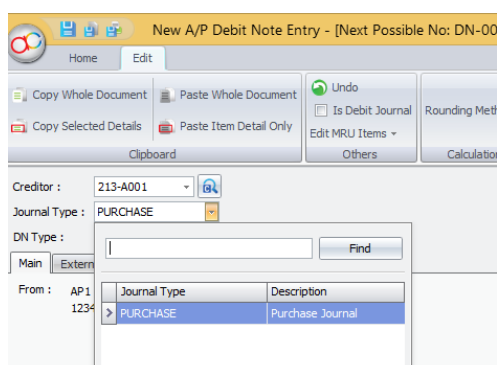 New A/P Debit Note Entry - [Next Possible No: DN-00
Home Edit
Copy Whole Document Paste Whole Document
Copy Selected Details Paste Item Detail Only
Clipboard
Undo
Is Debit Journal
Edit MRU Items
Others
Rounding Meth
Calculation
Creditor : 213-A001
Journal Type : PURCHASE
DN Type :
Find
Main Extern
From : AP1
1234
Journal Type Description
PURCHASE Purchase Journal